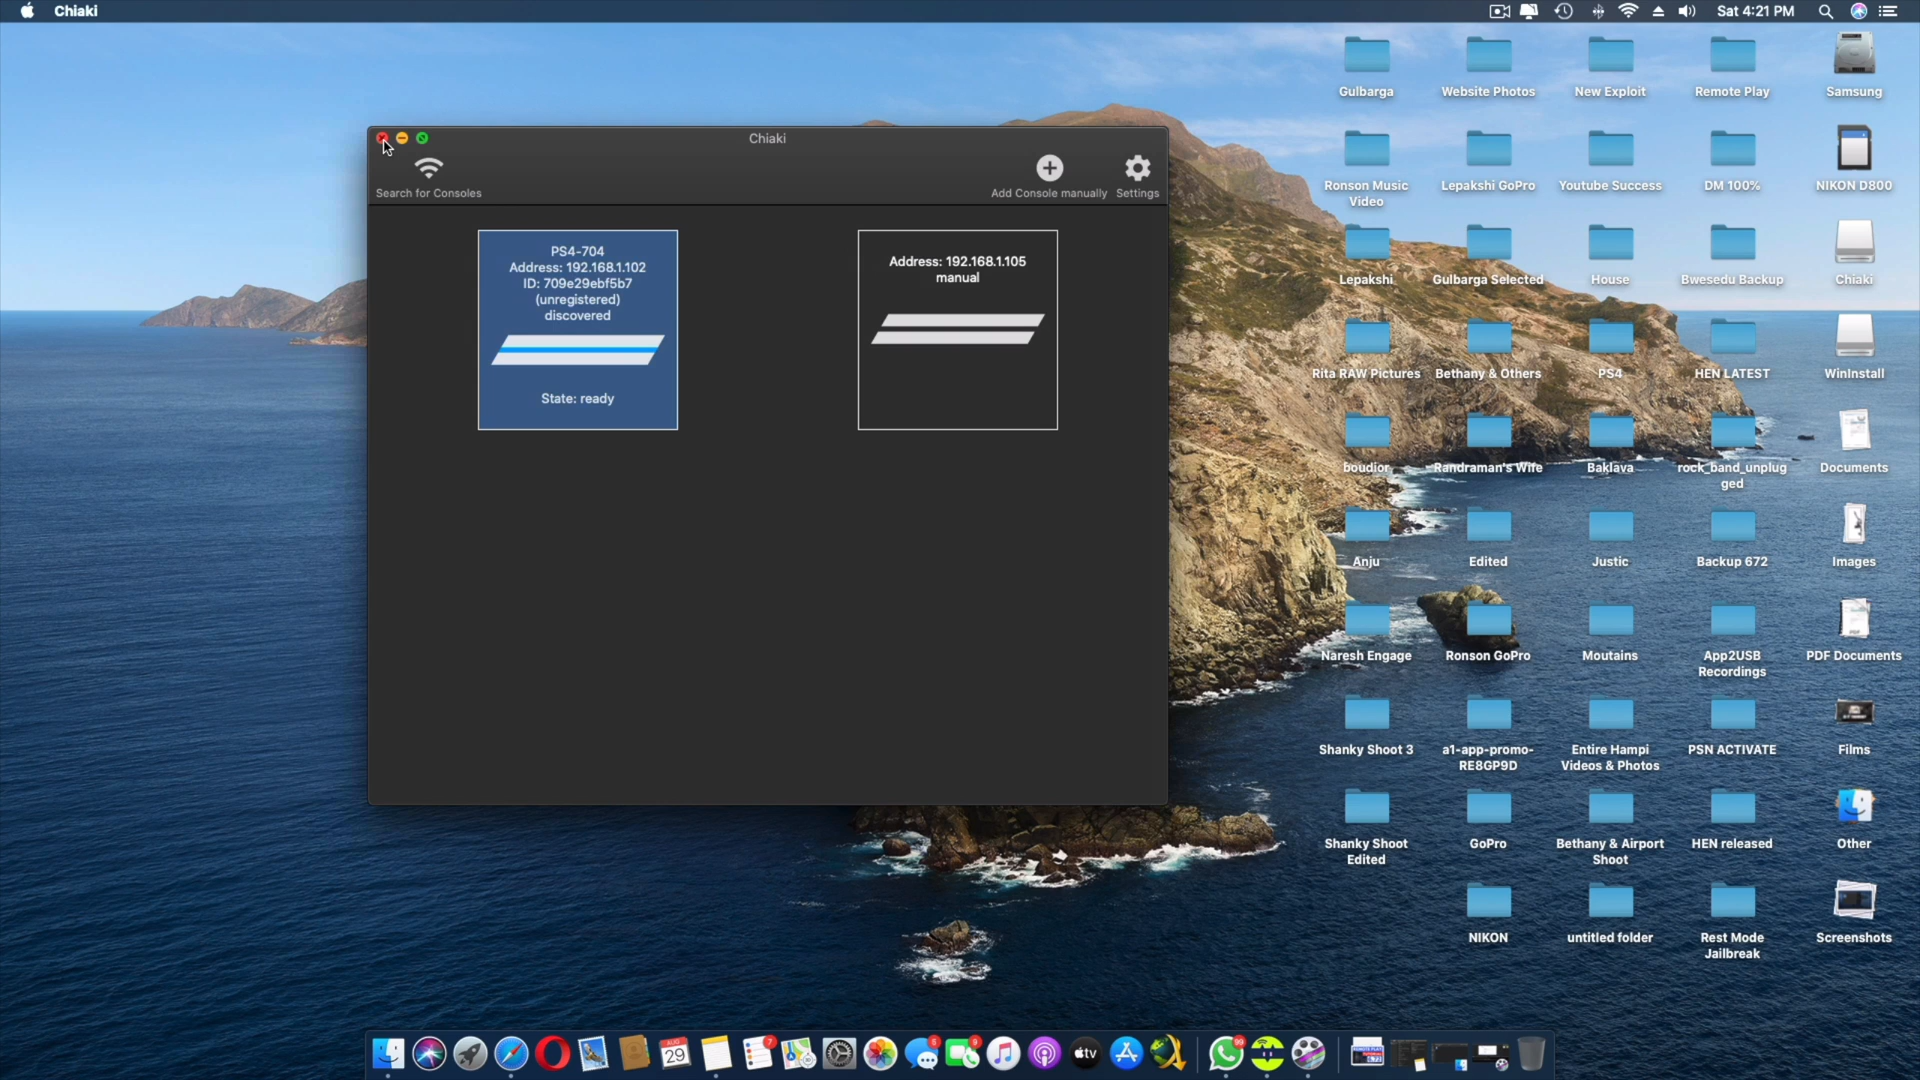 Chiaki
Sat 4:21 PM
Chiaki
Search for Consoles
Add Console manually
Settings
PS4-704
Address: 192.168.1.102
ID: 709e29ebf5b7
(unregistered)
discovered
State: ready
Address: 192.168.1.105
manual
Gulbarga
Website Photos
New Exploit
Remote Play
Samsung
Ronson Music
Video
Lepakshi GoPro
Youtube Success
DM 100%
NIKON D800
Lepakshi
Gulbarga Selected
House
Bwesedu Backup
Chiaki
Rita RAW Pictures
Bethany & Others
PS4
HEN LATEST
WinInstall
boudior
Randraman's Wife
Baklava
rock_band_unplug
ged
Documents
Anju
Edited
Justic
Backup 672
Images
Naresh Engage
Ronson GoPro
Moutains
App2USB
Recordings
PDF Documents
Shanky Shoot 3
a1-app-promo-
RE8GP9D
Entire Hampi
Videos & Photos
PSN ACTIVATE
Films
Shanky Shoot
Edited
GoPro
Bethany & Airport
Shoot
HEN released
Other
NIKON
untitled folder
Rest Mode
Jailbreak
Screenshots
AUG
29
7
tv
99